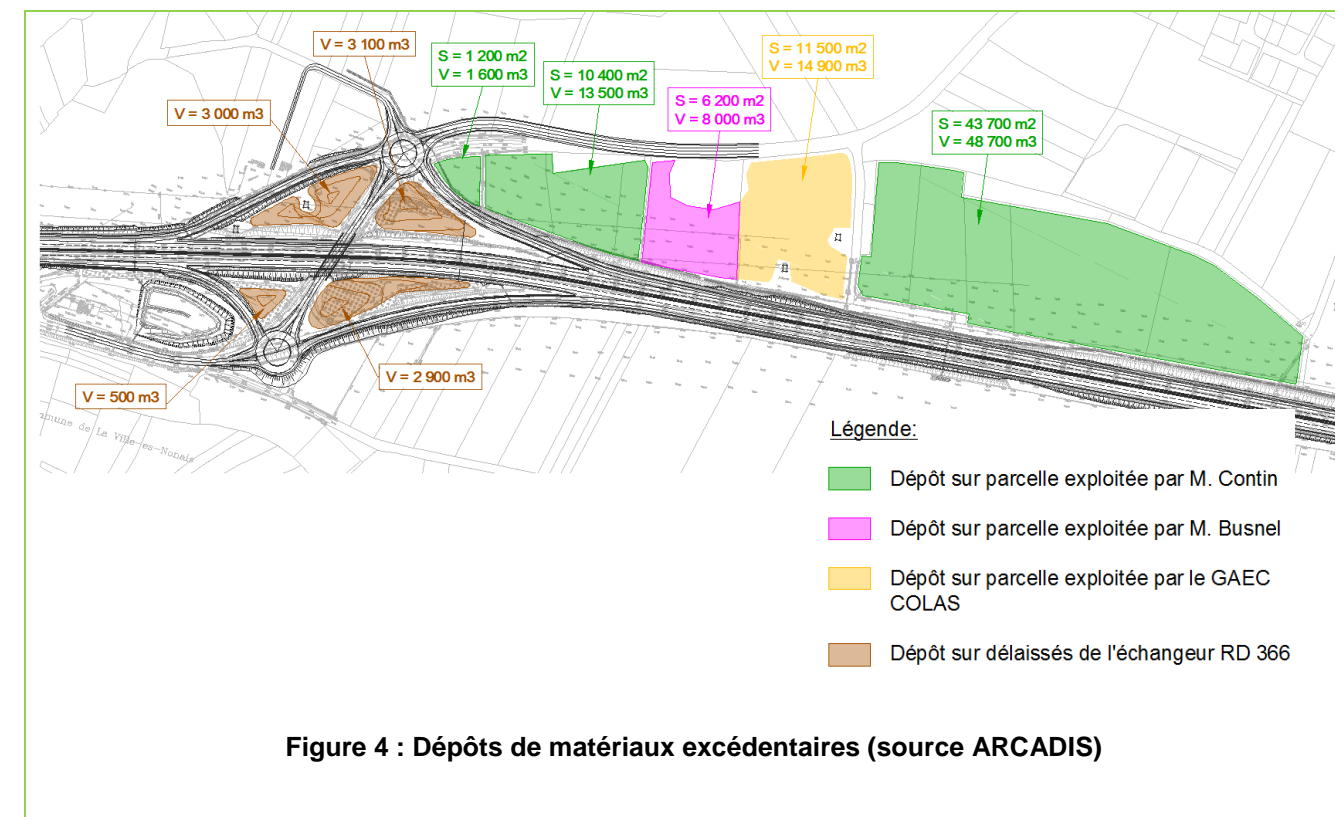 V = 3 100 m3
S = 1 200 m2
V = 1 600 m3
S = 10 400 m2
V = 13 500 m3
S = 11 500 m2
V = 14 900 m3
S = 6 200 m2
V = 8 000 m3
V = 3 000 m3
S = 43 700 m2
V = 48 700 m3
V = 2 900 m3
V = 500 m3
mune de La Ville-es-Nonais
Légende:
Dépôt sur parcelle exploitée par M. Contin
Dépôt sur parcelle exploitée par M. Busnel
Dépôt sur parcelle exploitée par le GAEC
COLAS
Dépôt sur délaissés de l'échangeur RD 366
Figure 4 : Dépôts de matériaux excédentaires (source ARCADIS)